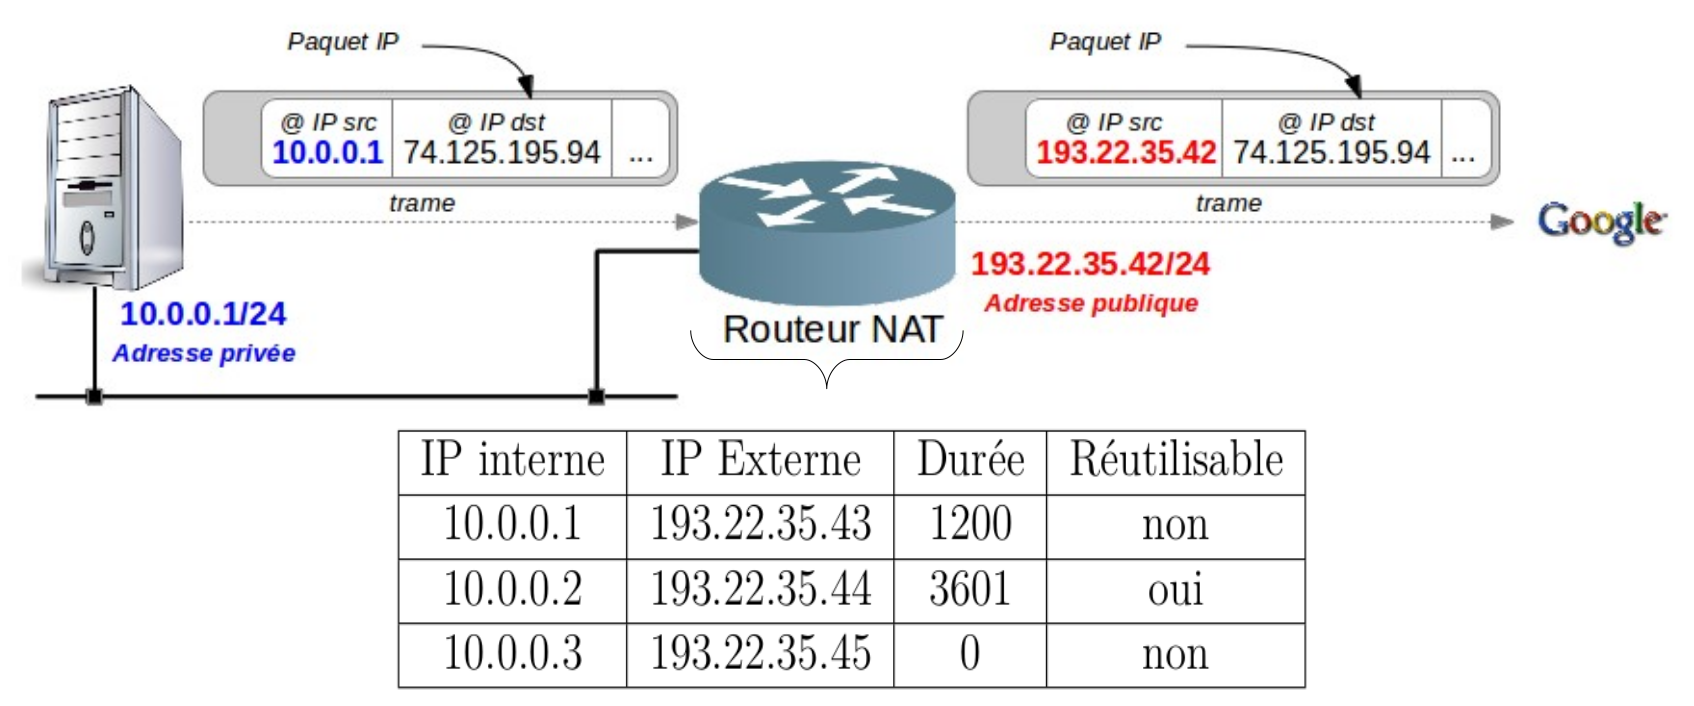 Paquet IP
Paquet IP
@ IP src
@ IP dst
10.0.0.1
74.125.195.94
...
@ IP src
@ IP dst
193.22.35.42
74.125.195.94
...
trame
trame
Google
193.22.35.42/24
Adresse publique
10.0.0.1/24
Adresse privée
Routeur NAT
IP interne IP Externe Durée Réutilisable
10.0.0.1 193.22.35.43 1200 non
10.0.0.2 193.22.35.44 3601 oui
10.0.0.3 193.22.35.45 0 non